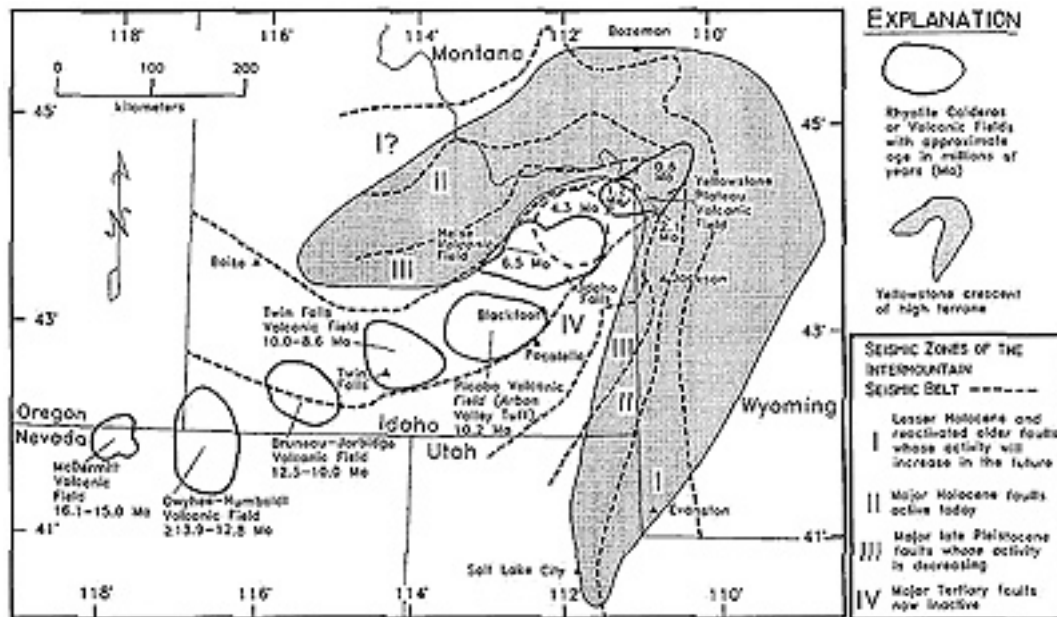 118°
116°
114°
112°
110°
Bozeman
Montana
0
100
200
kilometers
45°
45°
I?
II
0.6
Ma
Yellowstone
Plateau
Volcanic
Field
4.3 Ma
Heise
Volcanic
Field
III
6.5 Ma
Boise
Jackson
Idaho
Falls
43°
43°
Twin Falls
Volcanic Field
10.0-8.6 Ma
Blackfoot
IV
III
Pocatello
Twin
Falls
Picabo Volcanic
Field (Arbon
Valley Tuff)
10.2 Ma
II
Wyoming
Oregon
Nevada
Idaho
Utah
Bruneau-Jarbidge
Volcanic Field
12.5-10.0 Ma
McDermitt
Volcanic
Field
16.1-15.0 Ma
Owyhee-Humboldt
Volcanic Field
≥13.9-12.8 Ma
I
Evanston
41°
41°
Salt Lake City
118°
116°
114°
112°
110°
EXPLANATION
Rhyolite Calderas
or Volcanic Fields
with approximate
age in millions of
years (Ma)
Yellowstone crescent
of high terrane
SEISMIC ZONES OF THE
INTERMOUNTAIN
SEISMIC BELT
I Lesser Holocene and
reactivated older faults
whose activity will
increase in the future
II Major Holocene faults
active today
III Major late Pleistocene
faults whose activity
is decreasing
IV Major Tertiary faults
now inactive